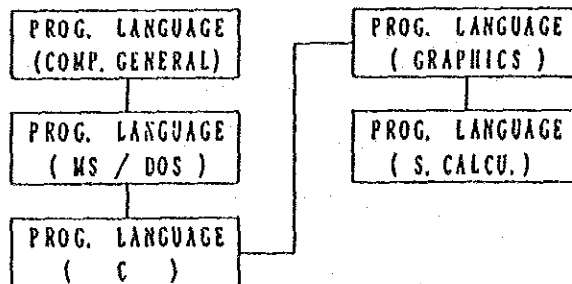 PROG. LANGUAGE
(COMP. GENERAL)
PROG. LANGUAGE
( MS / DOS )
PROG. LANGUAGE
( C )
PROG. LANGUAGE
( GRAPHICS )
PROG. LANGUAGE
( S. CALCU. )